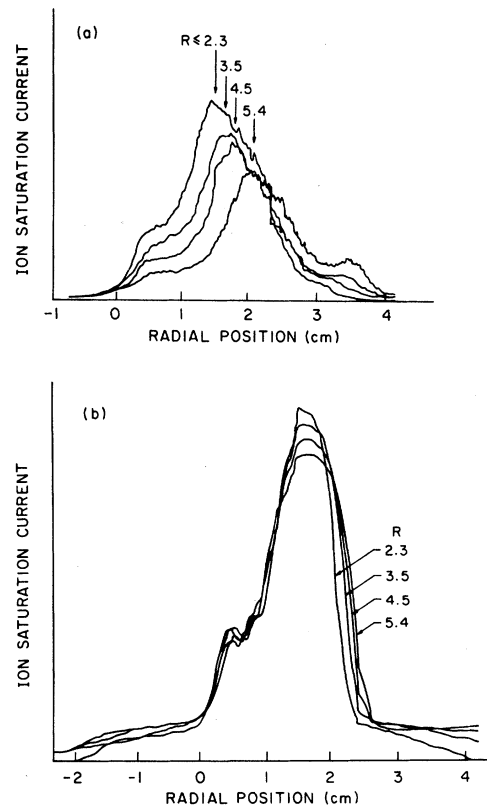 (a)
R ≤ 2.3
3.5
4.5
5.4
ION SATURATION CURRENT
-1 0 1 2 3 4
RADIAL POSITION (cm)
(b)
ION SATURATION CURRENT
R
2.3
3.5
4.5
5.4
-2 -1 0 1 2 3 4
RADIAL POSITION (cm)